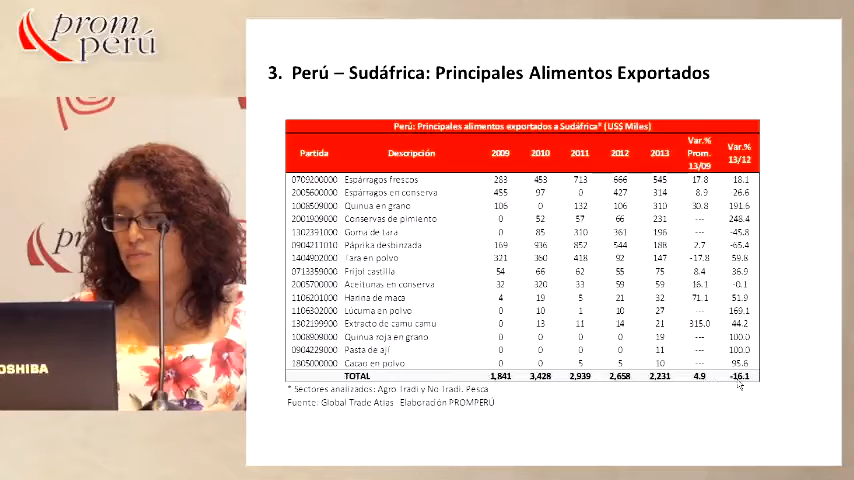 prom
perú
3. Perú – Sudáfrica: Principales Alimentos Exportados
Perú: Principales alimentos exportados a Sudáfrica* (US$ Miles)
Partida Descripción 2009 2010 2011 2012 2013 Var.% Prom. 13/09 Var.% 13/12
0709200000 Espárragos frescos 283 453 713 666 545 17.8 18.1
2005600000 Espárragos en conserva 455 97 0 427 314 8.9 26.6
1008509000 Quinua en grano 106 0 132 106 310 30.8 191.6
2001909000 Conservas de pimiento 0 52 57 66 231 --- 248.4
1302391000 Goma de tara 0 85 310 361 196 --- -45.8
0904211010 Páprika desbinzada 169 936 852 544 188 2.7 -65.4
1404902000 Tara en polvo 321 360 418 92 147 -17.8 59.8
0713359000 Frijol castilla 54 66 62 55 75 8.4 36.9
2005700000 Aceitunas en conserva 32 320 33 59 59 16.1 -0.1
1106201000 Harina de maca 4 19 5 21 32 71.1 51.9
1106302000 Lúcuma en polvo 0 10 1 10 27 --- 169.1
1302199900 Extracto de camu camu 0 13 11 14 21 315.0 44.2
1008909000 Quinua roja en grano 0 0 0 0 19 --- 100.0
0904229000 Pasta de ají 0 0 0 0 11 --- 100.0
1805000000 Cacao en polvo 0 0 5 5 10 --- 95.6
TOTAL 1,841 3,428 2,939 2,658 2,231 4.9 -16.1
* Sectores analizados: Agro Tradi y No Tradi. Pesca
Fuente: Global Trade Atlas Elaboración PROMPERÚ
pr
p
OSHIBA